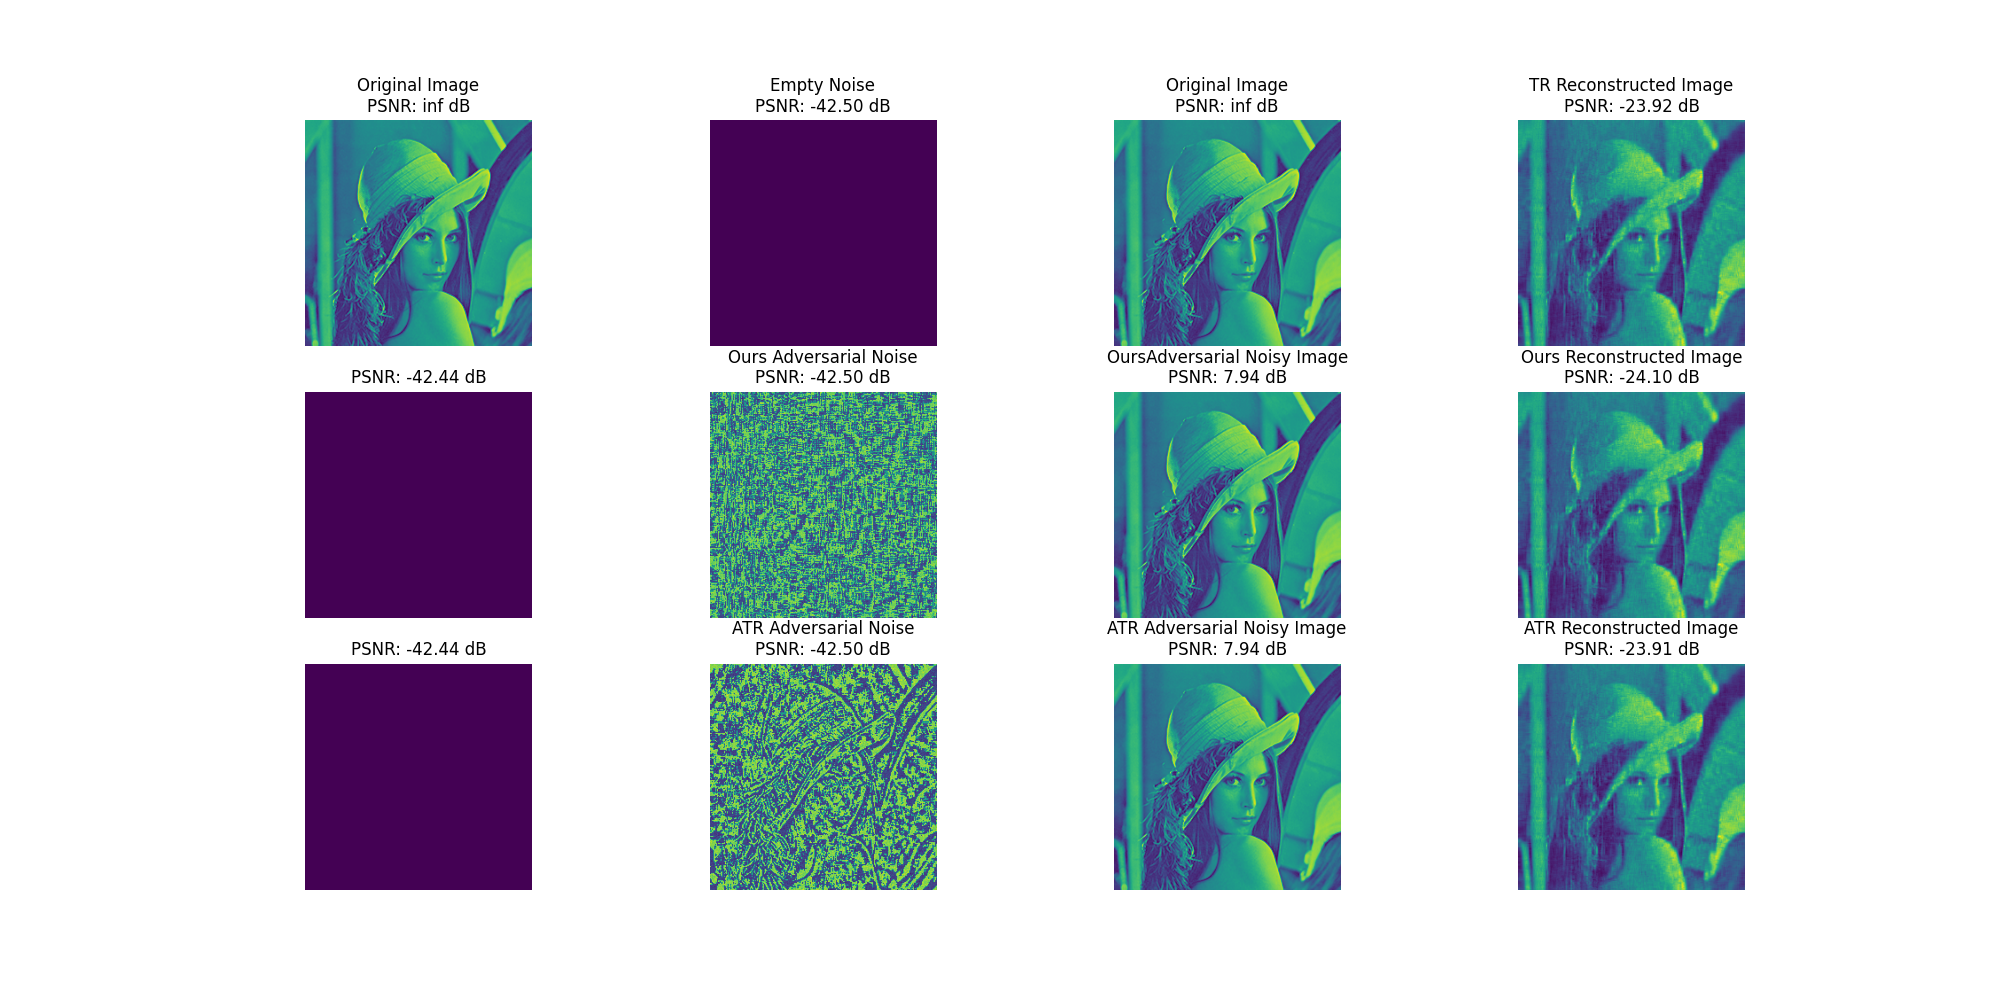 Original Image
PSNR: inf dB
Empty Noise
PSNR: -42.50 dB
Original Image
PSNR: inf dB
TR Reconstructed Image
PSNR: -23.92 dB
PSNR: -42.44 dB
Ours Adversarial Noise
PSNR: -42.50 dB
OursAdversarial Noisy Image
PSNR: 7.94 dB
Ours Reconstructed Image
PSNR: -24.10 dB
PSNR: -42.44 dB
ATR Adversarial Noise
PSNR: -42.50 dB
ATR Adversarial Noisy Image
PSNR: 7.94 dB
ATR Reconstructed Image
PSNR: -23.91 dB